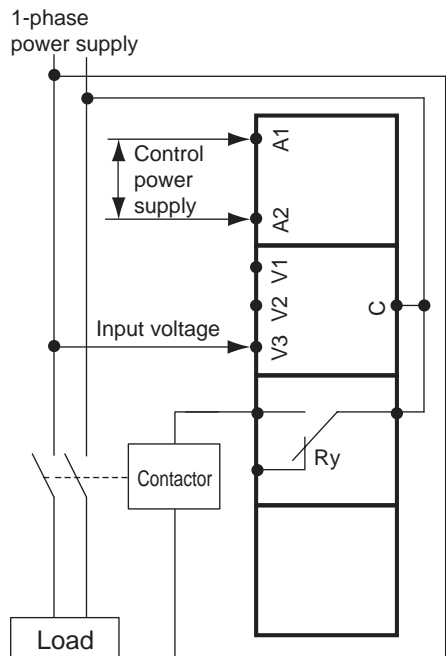 1-phase
power supply
A1
Control
power
supply
A2
V1
V2
C
Input voltage
V3
Ry
Contactor
Load